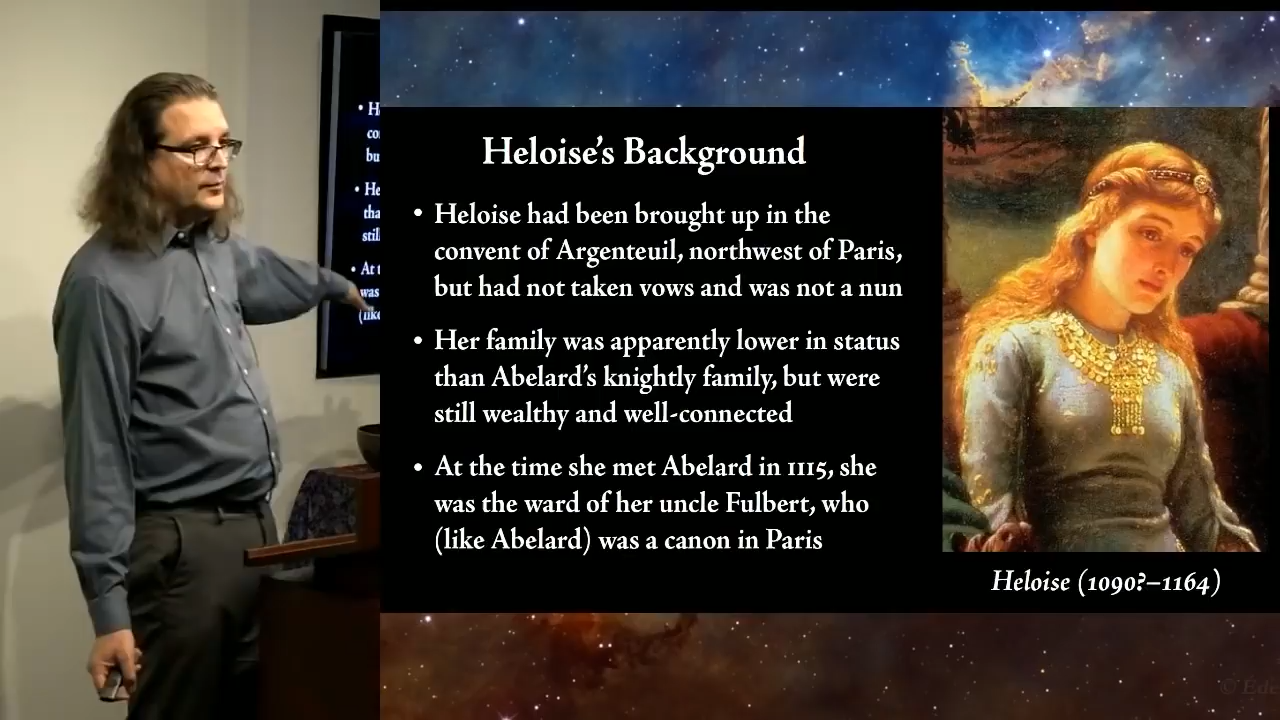 Heloise's Background
• Heloise had been brought up in the
convent of Argenteuil, northwest of Paris,
but had not taken vows and was not a nun
• Her family was apparently lower in status
than Abelard's knightly family, but were
still wealthy and well-connected
• At the time she met Abelard in 1115, she
was the ward of her uncle Fulbert, who
(like Abelard) was a canon in Paris
Heloise (1090?–1164)